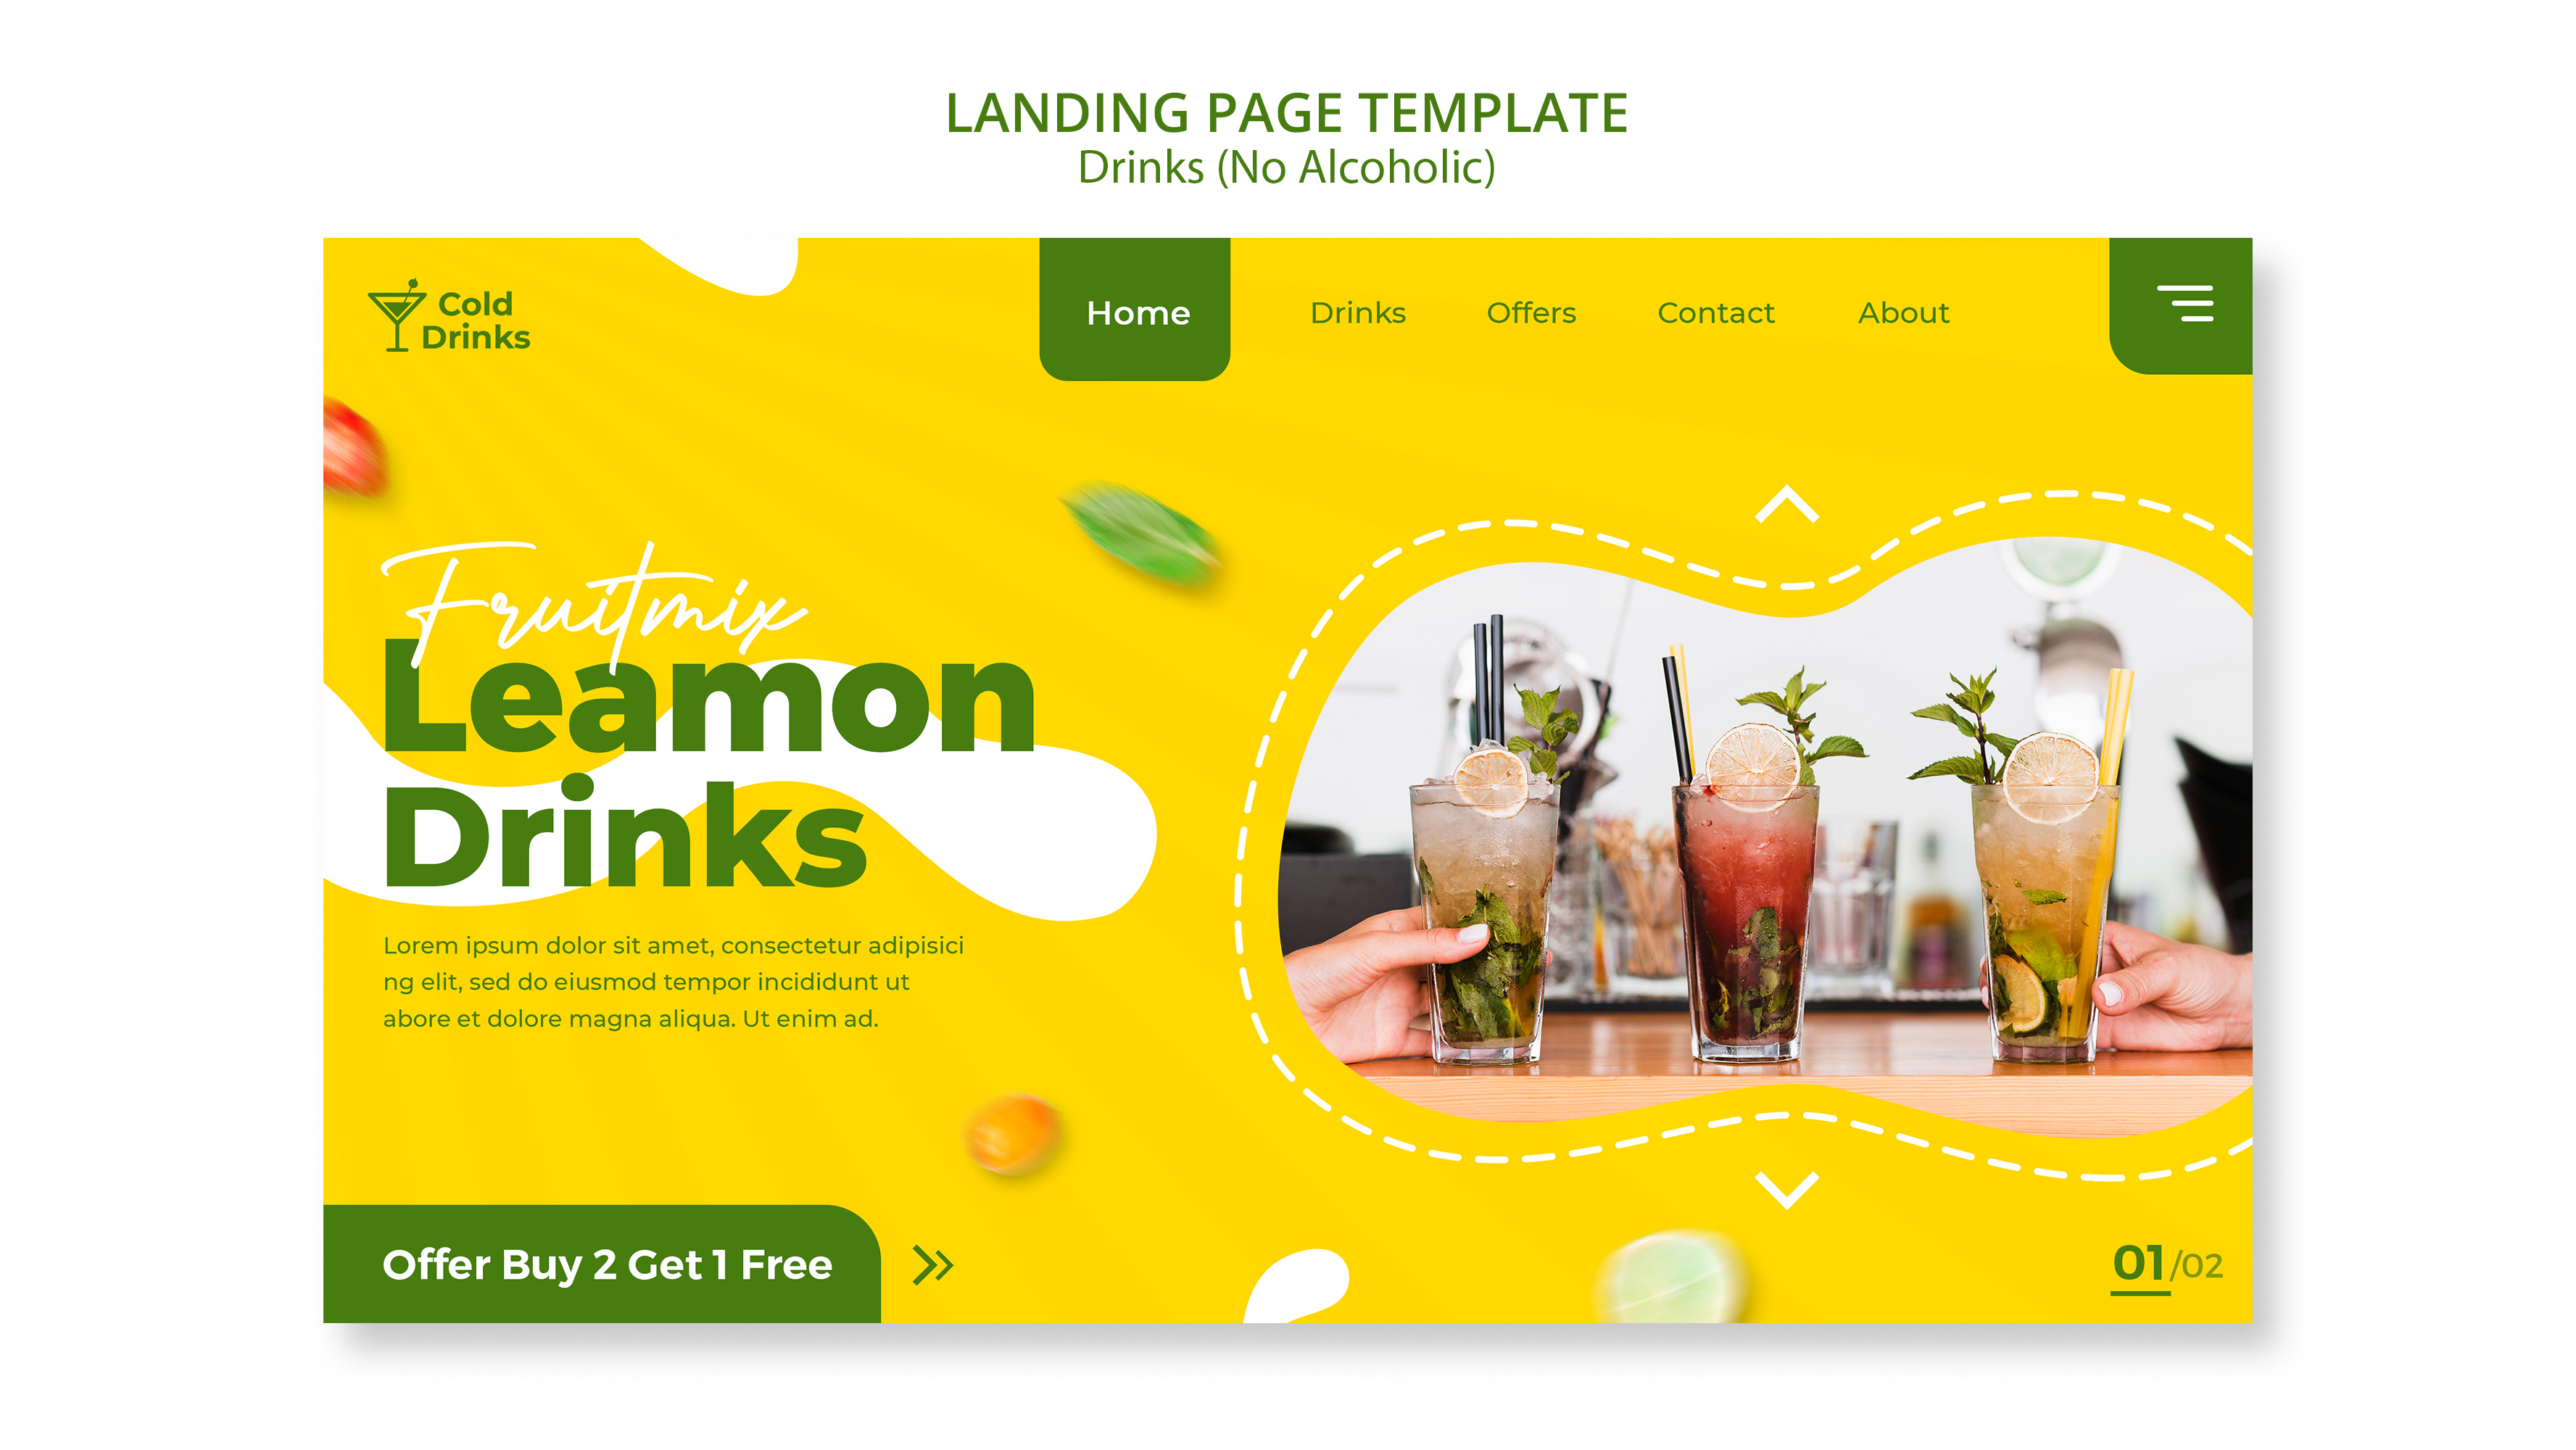 LANDING PAGE TEMPLATE
Drinks (No Alcoholic)
Cold
Drinks
Home
Drinks
Offers
Contact
About
Fruitmix
Leamon
Drinks
Lorem ipsum dolor sit amet, consectetur adipisici
ng elit, sed do eiusmod tempor incididunt ut
abore et dolore magna aliqua. Ut enim ad.
Offer Buy 2 Get 1 Free
01/02